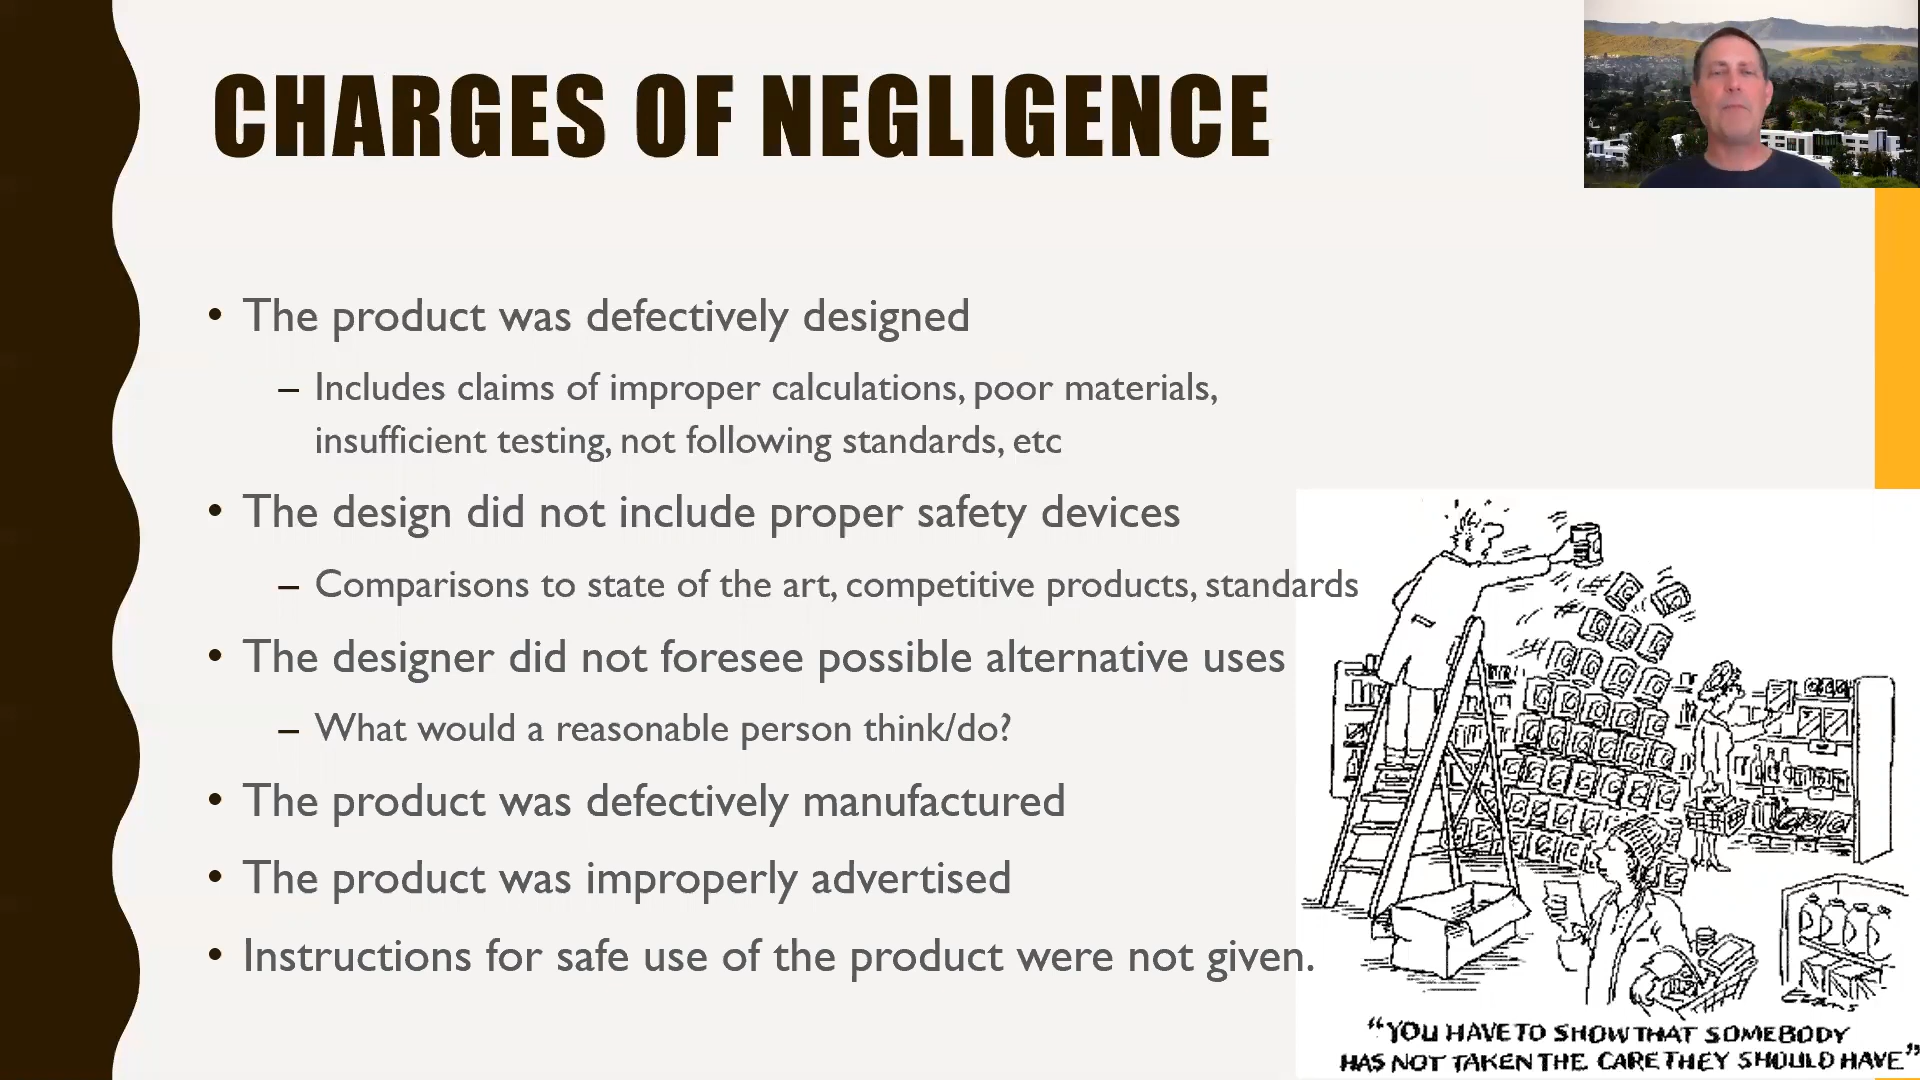 CHARGES OF NEGLIGENCE
• The product was defectively designed
– Includes claims of improper calculations, poor materials,
insufficient testing, not following standards, etc
• The design did not include proper safety devices
– Comparisons to state of the art, competitive products, standards
• The designer did not foresee possible alternative uses
– What would a reasonable person think/do?
• The product was defectively manufactured
• The product was improperly advertised
• Instructions for safe use of the product were not given.
"YOU HAVE TO SHOW THAT SOMEBODY
HAS NOT TAKEN THE CARE THEY SHOULD HAVE"